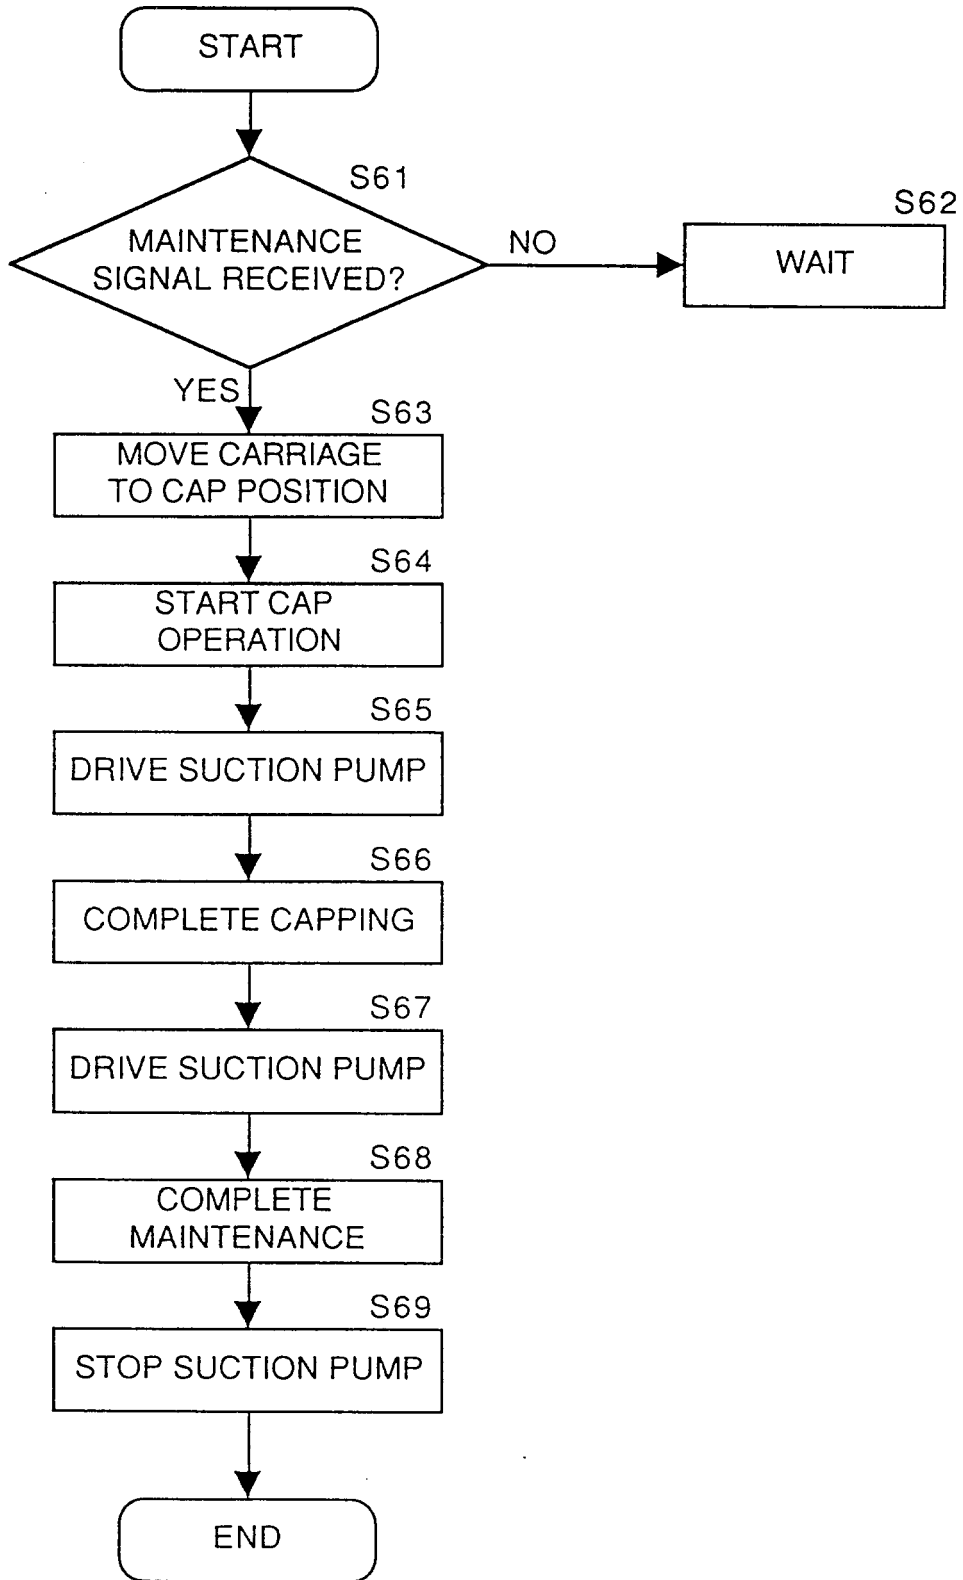 START
S61
MAINTENANCE
SIGNAL RECEIVED?
NO
S62
WAIT
YES
S63
MOVE CARRIAGE
TO CAP POSITION
S64
START CAP
OPERATION
S65
DRIVE SUCTION PUMP
S66
COMPLETE CAPPING
S67
DRIVE SUCTION PUMP
S68
COMPLETE
MAINTENANCE
S69
STOP SUCTION PUMP
END